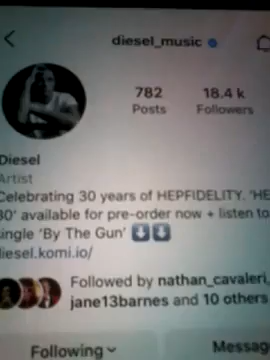 diesel_music
782
18.4 k
Posts
Followers
Diesel
Artist
Celebrating 30 years of HEPFIDELITY. 'HE
30' available for pre-order now + listen to
single 'By The Gun' ⬇️⬇️
diesel.komi.io/
Followed by nathan_cavaleri,
jane13barnes and 10 others
Following
Messag